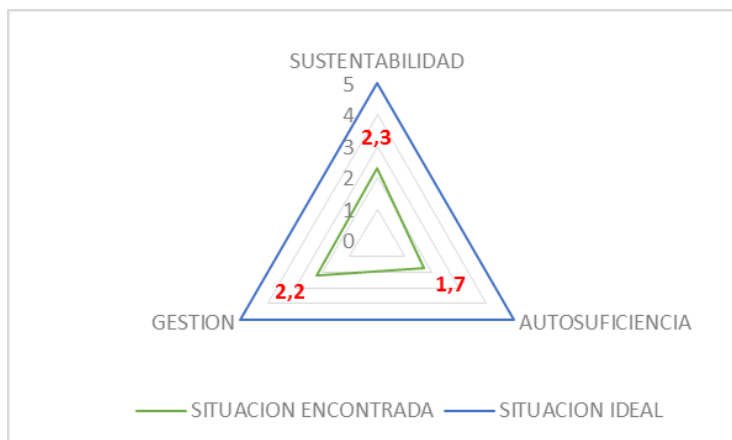 SUSTENTABILIDAD
5
4
2,3
3
2
1
0
2,2
1,7
GESTION
AUTOSUFICIENCIA
SITUACION ENCONTRADA
SITUACION IDEAL